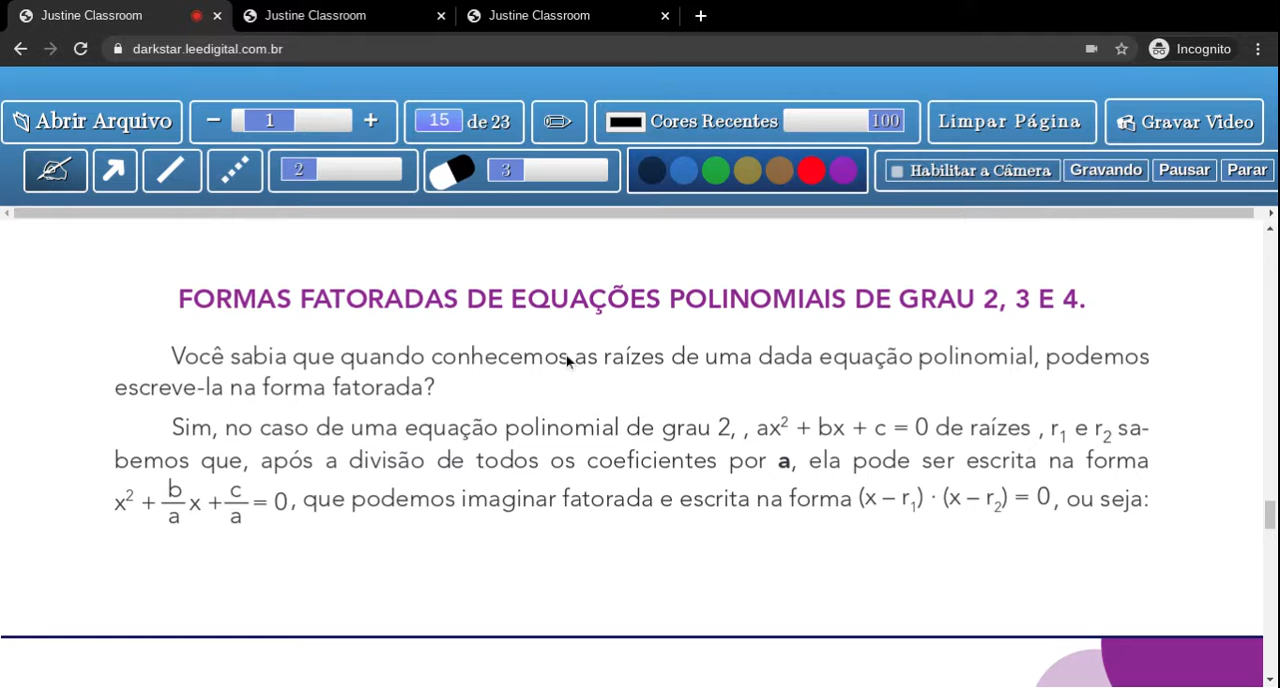 Justine Classroom Justine Classroom Justine Classroom
darkstar.leedigital.com.br Incognito
Abrir Arquivo − 1 + 15 de 23 Cores Recentes 100 Limpar Página Gravar Video
2 3 Habilitar a Câmera Gravando Pausar Parar
FORMAS FATORADAS DE EQUAÇÕES POLINOMIAIS DE GRAU 2, 3 E 4.
Você sabia que quando conhecemos as raízes de uma dada equação polinomial, podemos
escreve-la na forma fatorada?
Sim, no caso de uma equação polinomial de grau 2, , ax² + bx + c = 0 de raízes , r₁ e r₂ sa-
bemos que, após a divisão de todos os coeficientes por a, ela pode ser escrita na forma
x² + b/a x + c/a = 0, que podemos imaginar fatorada e escrita na forma (x – r₁) · (x – r₂) = 0, ou seja: